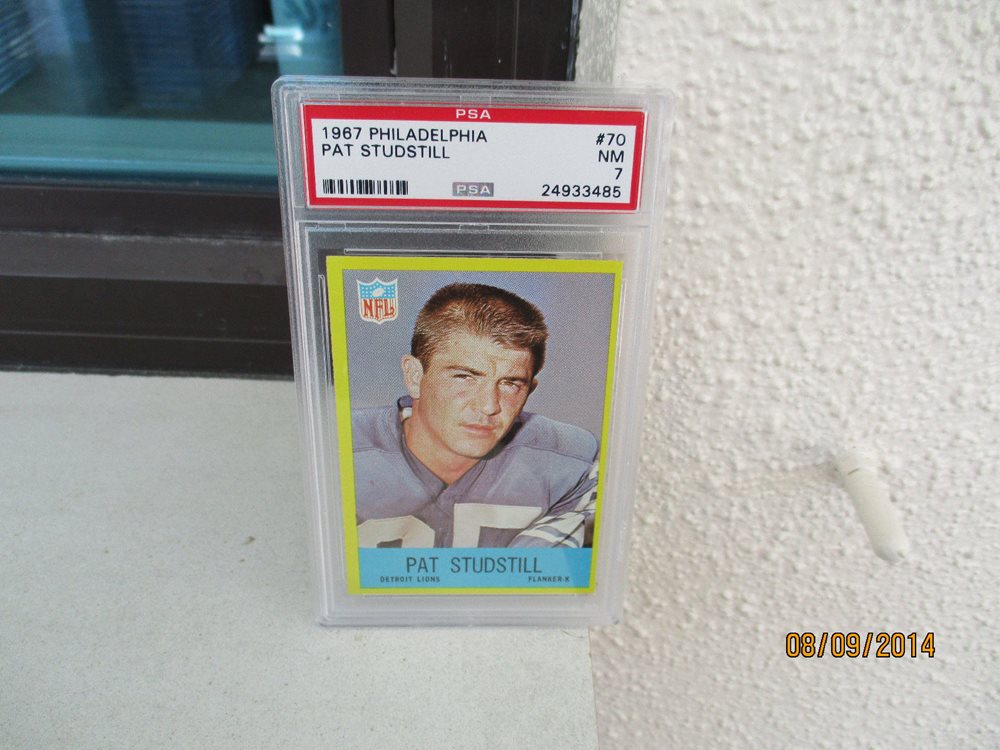 PSA
1967 PHILADELPHIA #70
PAT STUDSTILL NM
7
PSA 24933485
NFL
PAT STUDSTILL
DETROIT LIONS FLANKER-K
08/09/2014